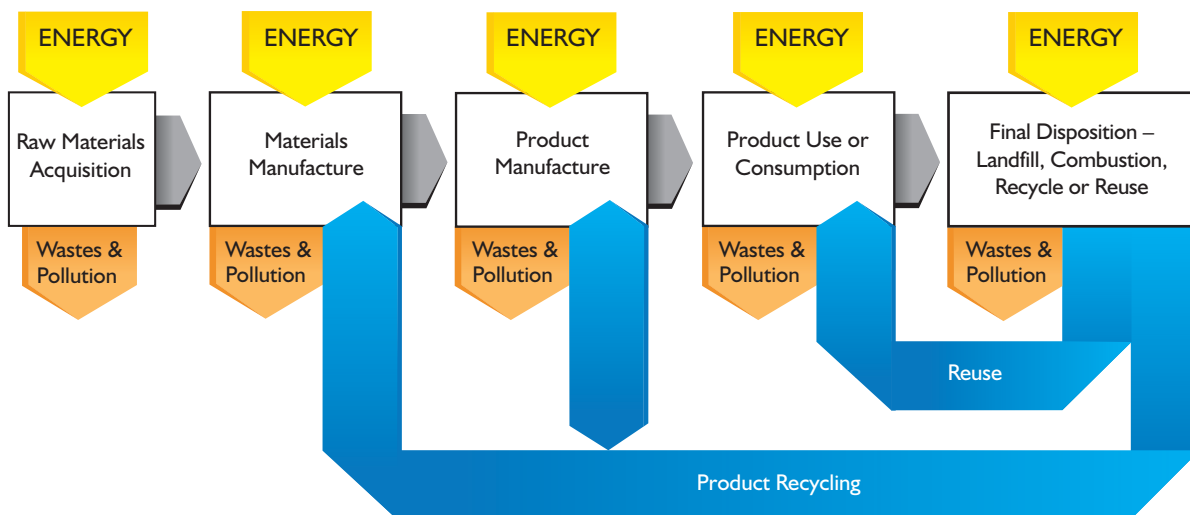 ENERGY
ENERGY
ENERGY
ENERGY
ENERGY
Raw Materials
Acquisition
Materials
Manufacture
Product
Manufacture
Product Use or
Consumption
Final Disposition –
Landfill, Combustion,
Recycle or Reuse
Wastes &
Pollution
Wastes &
Pollution
Wastes &
Pollution
Wastes &
Pollution
Wastes &
Pollution
Reuse
Product Recycling